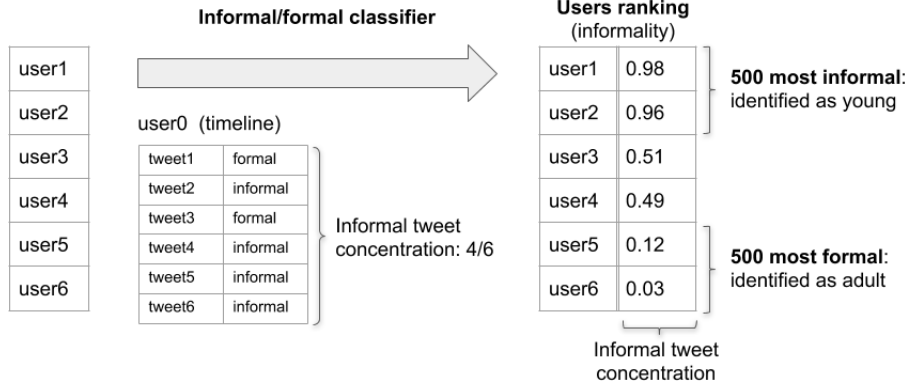 Informal/formal classifier
Users ranking
(informality)
user1
user2
user3
user4
user5
user6
user0 (timeline)
tweet1 formal
tweet2 informal
tweet3 formal
tweet4 informal
tweet5 informal
tweet6 informal
Informal tweet
concentration: 4/6
user1 0.98
user2 0.96
user3 0.51
user4 0.49
user5 0.12
user6 0.03
500 most informal:
identified as young
500 most formal:
identified as adult
Informal tweet
concentration